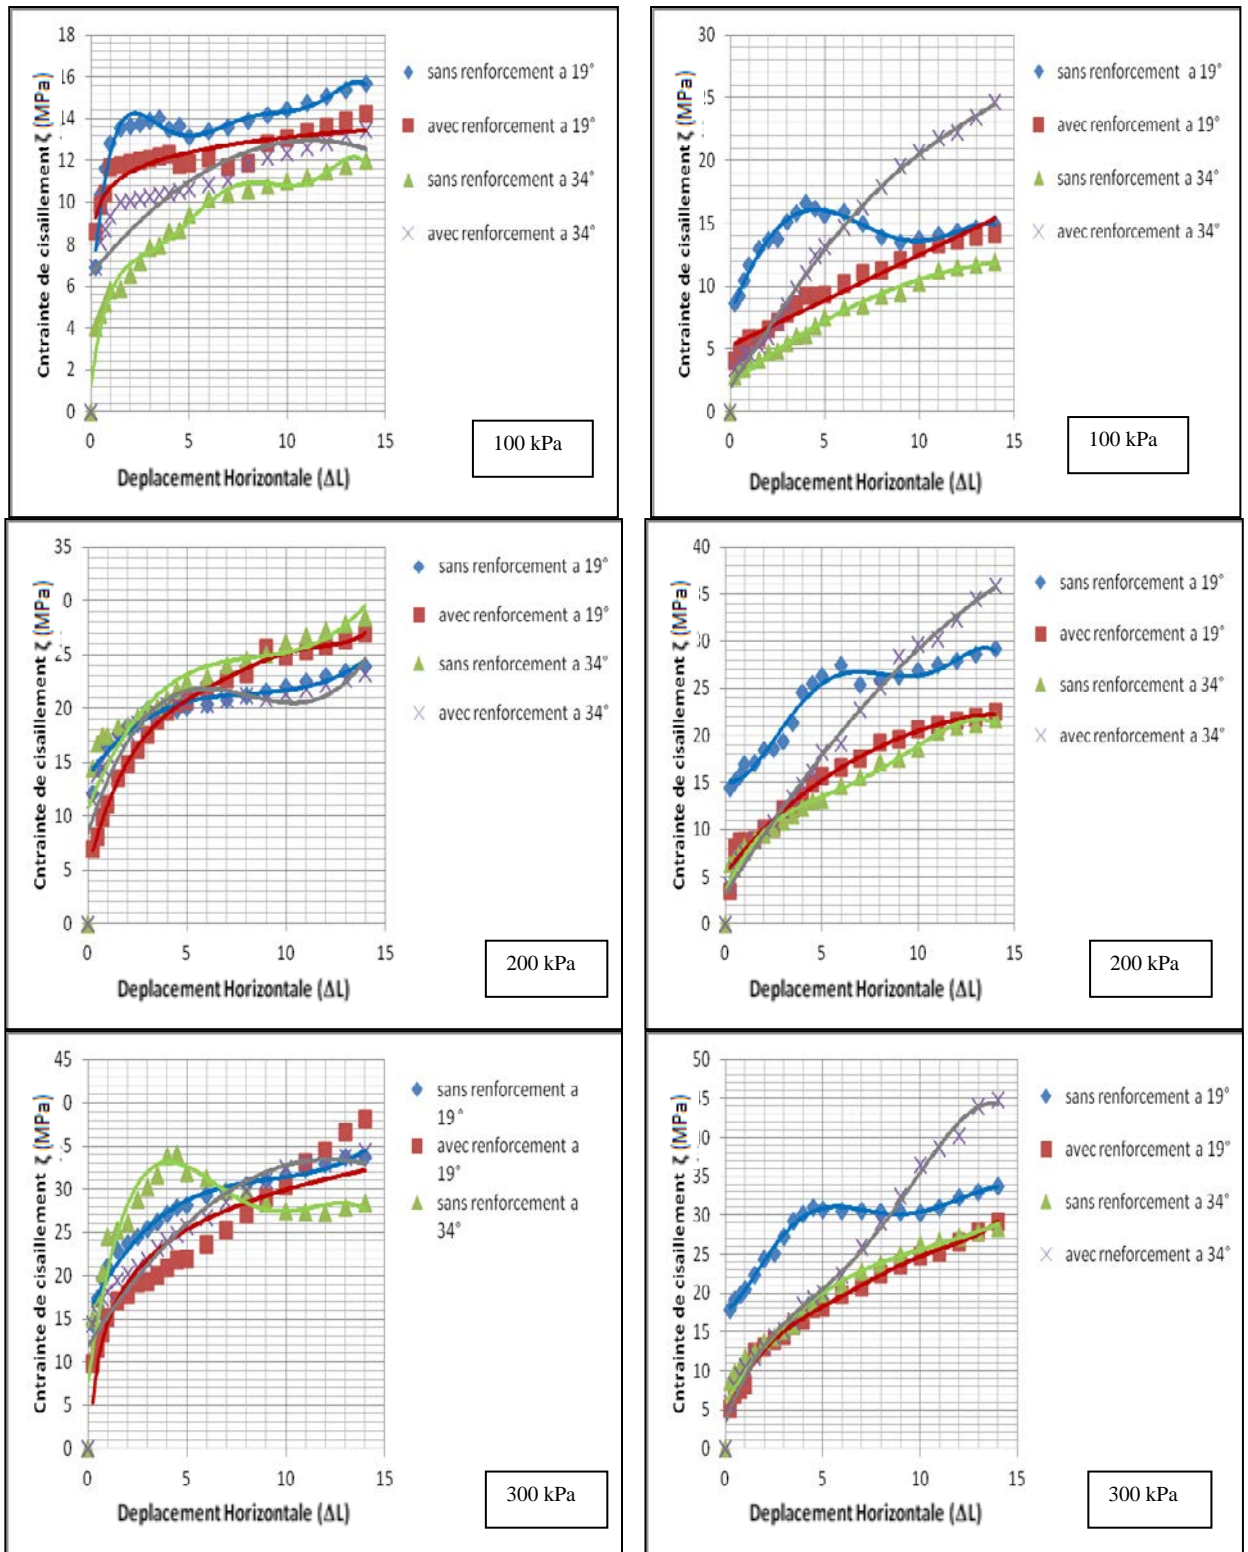 18
16
14
12
10
8
6
4
2
0
0 5 10 15
Cntrainte de cisaillement ζ (MPa)
Deplacement Horizontale (ΔL)
sans renforcement a 19°
avec renforcement a 19°
sans renforcement a 34°
avec renforcement a 34°
100 kPa
30
25
20
15
10
5
0
0 5 10 15
Cntrainte de cisaillement ζ (MPa)
Deplacement Horizontale (ΔL)
sans renforcement a 19°
avec renforcement a 19°
sans renforcement a 34°
avec renforcement a 34°
100 kPa
35
0
25
20
15
10
5
0
0 5 10 15
Cntrainte de cisaillement ζ (MPa)
Deplacement Horizontale (ΔL)
sans renforcement a 19°
avec renforcement a 19°
sans renforcement a 34°
avec renforcement a 34°
200 kPa
40
35
30
25
20
15
10
5
0
0 5 10 15
Cntrainte de cisaillement ζ (MPa)
Deplacement Horizontale (ΔL)
sans renforcement a 19°
avec renforcement a 19°
sans renforcement a 34°
avec renforcement a 34°
200 kPa
45
0
5
30
25
20
15
10
5
0
0 5 10 15
Cntrainte de cisaillement ζ (MPa)
Deplacement Horizontale (ΔL)
sans renforcement a
19°
avec renforcement a
19°
sans renforcement a
34°
300 kPa
50
45
40
35
30
25
20
15
10
5
0
0 5 10 15
Cntrainte de cisaillement ζ (MPa)
Deplacement Horizontale (ΔL)
sans renforcement a 19°
avec renforcement a 19°
sans renforcement a 34°
avec rneforcement a 34°
300 kPa